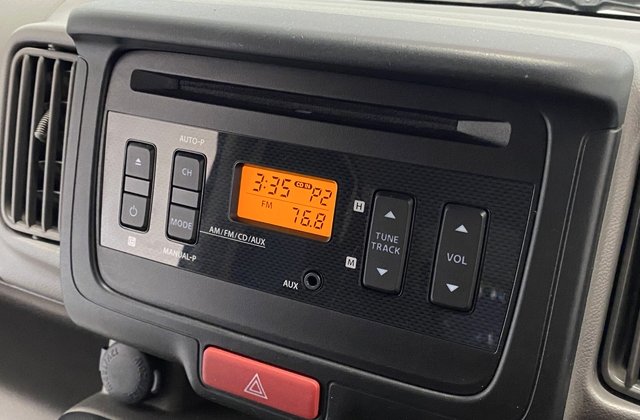 AUTO-P
CH
MODE
MANUAL-P
C
AM/FM/CD/AUX
3:35 CD IN P2
FM 76.8
H
M
AUX
TUNE
TRACK
VOL